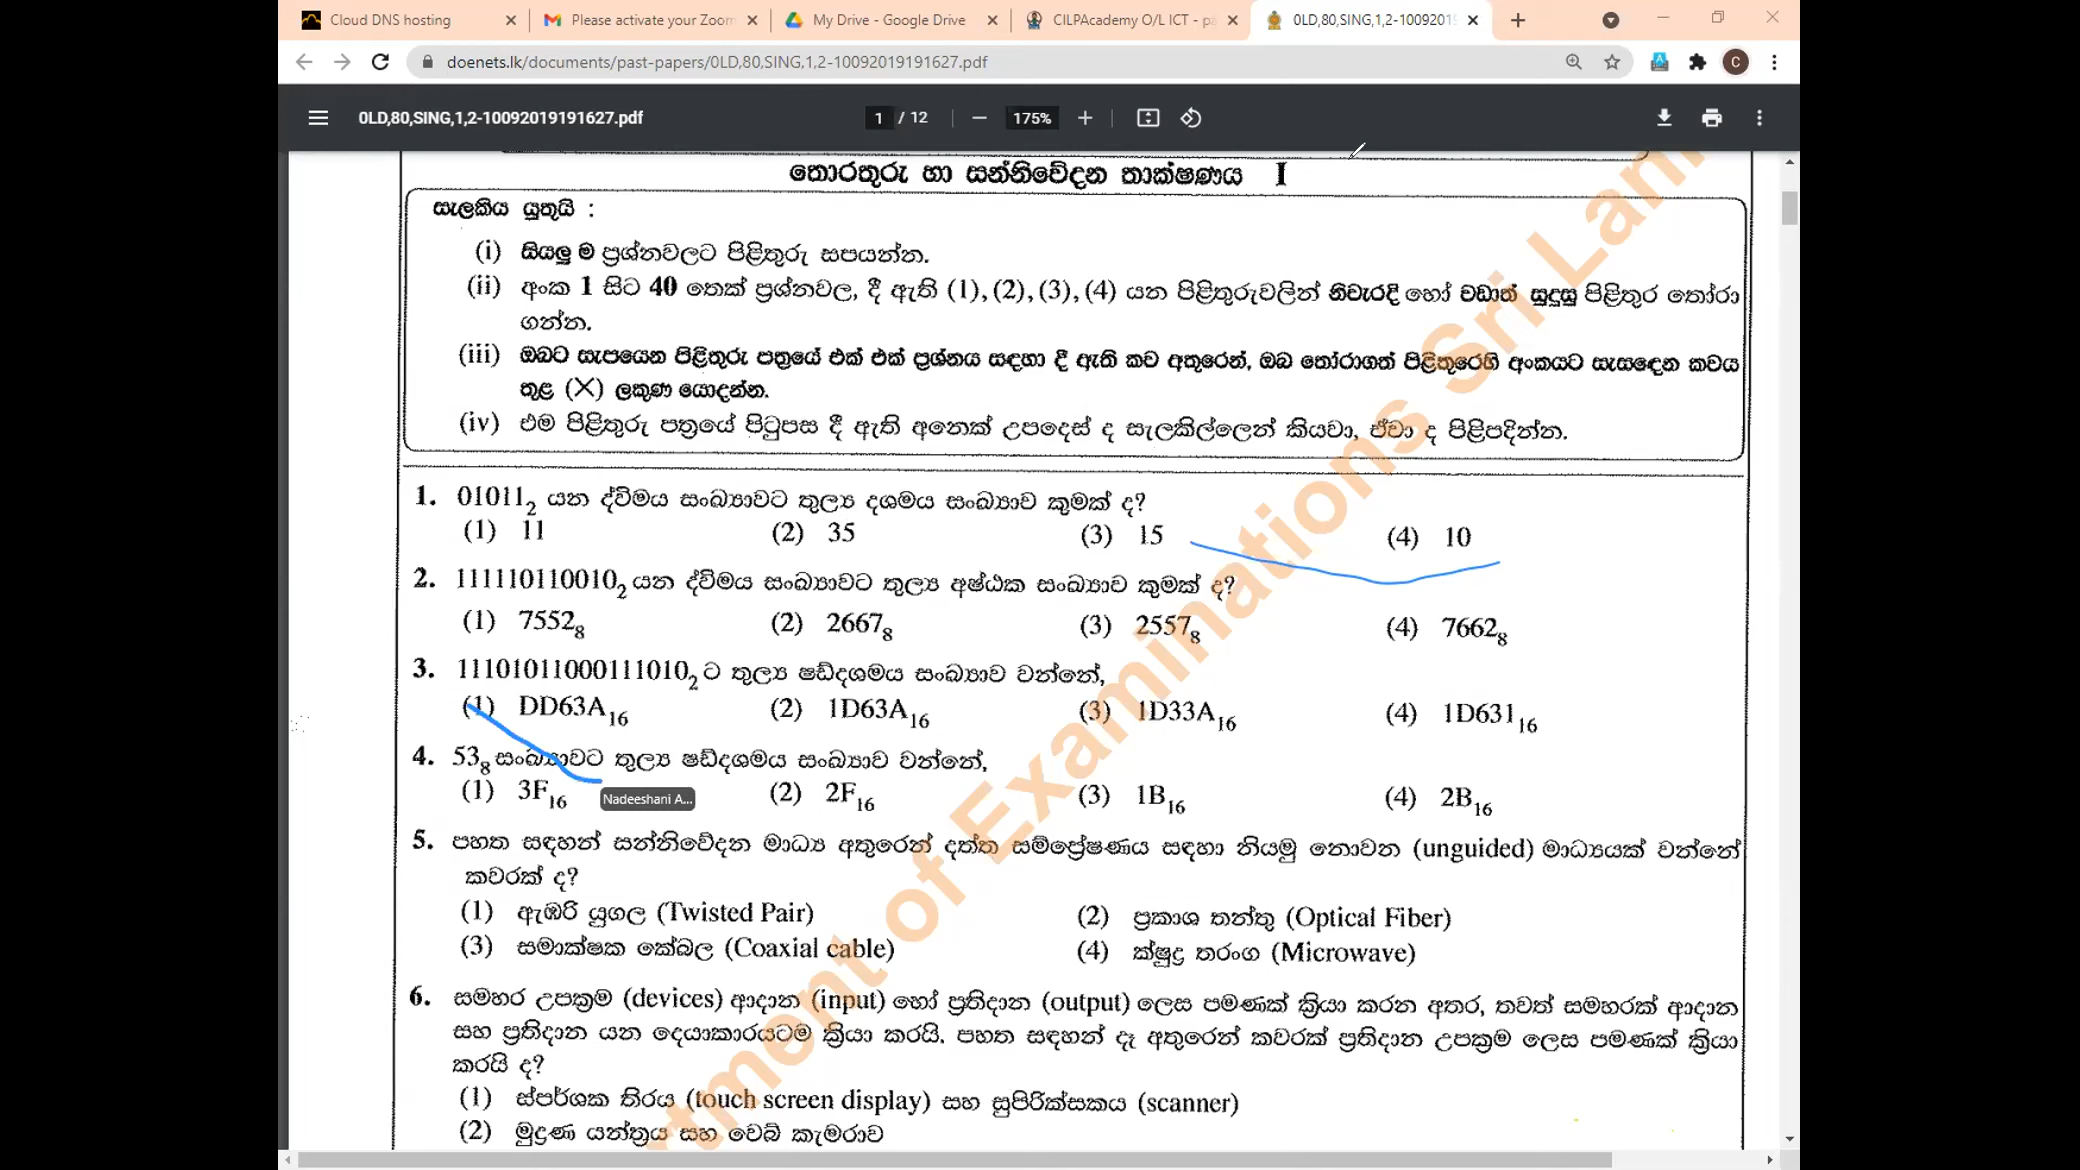 Cloud DNS hosting
Please activate your Zoom
My Drive - Google Drive
CILPAcademy O/L ICT - pa
0LD,80,SING,1,2-10092019
doenets.lk/documents/past-papers/0LD,80,SING,1,2-10092019191627.pdf
C
0LD,80,SING,1,2-10092019191627.pdf
1 / 12
175%
තොරතුරු හා සන්නිවේදන තාක්ෂණය I
සැලකිය යුතුයි :
(i) සියලු ම ප්‍රශ්නවලට පිළිතුරු සපයන්න.
(ii) අංක 1 සිට 40 තෙක් ප්‍රශ්නවල, දී ඇති (1), (2), (3), (4) යන පිළිතුරුවලින් නිවැරදි හෝ වඩාත් සුදුසු පිළිතුර තෝරා
ගන්න.
(iii) ඔබට සැපයෙන පිළිතුරු පත්‍රයේ එක් එක් ප්‍රශ්නය සඳහා දී ඇති කව අතුරෙන්, ඔබ තෝරාගත් පිළිතුරෙහි අංකයට සැසඳෙන කවය
තුළ (X) ලකුණ යොදන්න.
(iv) එම පිළිතුරු පත්‍රයේ පිටුපස දී ඇති අනෙක් උපදෙස් ද සැලකිල්ලෙන් කියවා, ඒවා ද පිළිපදින්න.
1. 01011₂ යන ද්විමය සංඛ්‍යාවට තුල්‍ය දශමය සංඛ්‍යාව කුමක් ද?
(1) 11 (2) 35 (3) 15 (4) 10
2. 111110110010₂ යන ද්විමය සංඛ්‍යාවට තුල්‍ය අෂ්ඨක සංඛ්‍යාව කුමක් ද?
(1) 7552₈ (2) 2667₈ (3) 2557₈ (4) 7662₈
3. 11101011000111010₂ ට තුල්‍ය ෂඩ්දශමය සංඛ්‍යාව වන්නේ,
(1) DD63A₁₆ (2) 1D63A₁₆ (3) 1D33A₁₆ (4) 1D631₁₆
4. 53₈ සංඛ්‍යාවට තුල්‍ය ෂඩ්දශමය සංඛ්‍යාව වන්නේ,
(1) 3F₁₆ (2) 2F₁₆ (3) 1B₁₆ (4) 2B₁₆
Nadeeshani A...
5. පහත සඳහන් සන්නිවේදන මාධ්‍ය අතුරෙන් දත්ත සම්ප්‍රේෂණය සඳහා නියමු නොවන (unguided) මාධ්‍යයක් වන්නේ
කවරක් ද?
(1) ඇඹරි යුගල (Twisted Pair) (2) ප්‍රකාශ තන්තු (Optical Fiber)
(3) සමාක්ෂක කේබල (Coaxial cable) (4) ක්ෂුද්‍ර තරංග (Microwave)
6. සමහර උපක්‍රම (devices) ආදාන (input) හෝ ප්‍රතිදාන (output) ලෙස පමණක් ක්‍රියා කරන අතර, තවත් සමහරක් ආදාන
සහ ප්‍රතිදාන යන දෙයාකාරයටම ක්‍රියා කරයි. පහත සඳහන් දෑ අතුරෙන් කවරක් ප්‍රතිදාන උපක්‍රම ලෙස පමණක් ක්‍රියා
කරයි ද?
(1) ස්පර්ශක තිරය (touch screen display) සහ සුපිරික්සකය (scanner)
(2) මුද්‍රණ යන්ත්‍රය සහ වෙබ් කැමරාව
tment of Examinations Sri Lan